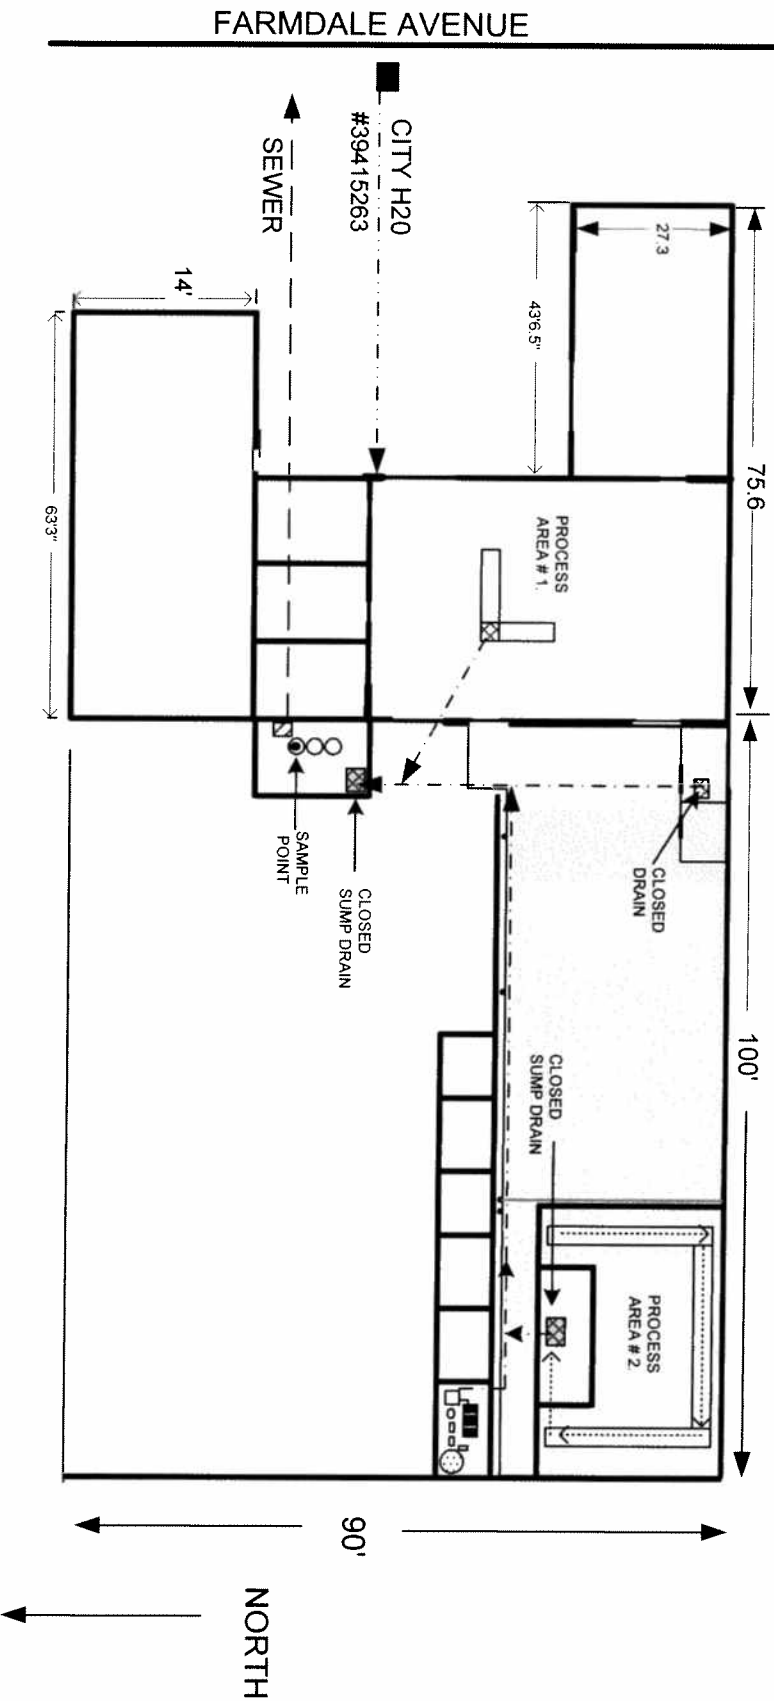 FARMDALE AVENUE
CITY H20
#39415263
SEWER
27.3
43'6.5"
14'
63'3"
75.6
PROCESS
AREA # 1.
CLOSED
DRAIN
SAMPLE
POINT
CLOSED
SUMP DRAIN
100'
CLOSED
SUMP DRAIN
PROCESS
AREA # 2.
90'
NORTH